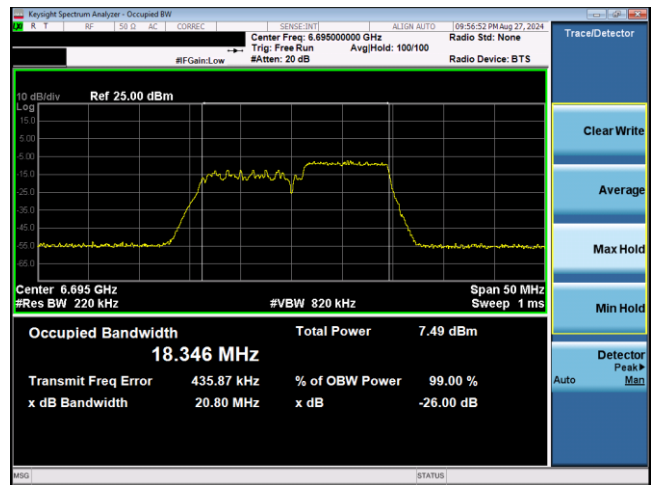 Keysight Spectrum Analyzer - Occupied BW
R T RF 50 Ω AC CORREC SENSE:INT ALIGN AUTO 09:56:52 PM Aug 27, 2024
Center Freq: 6.695000000 GHz Radio Std: None
Trig: Free Run Avg|Hold: 100/100
#IFGain:Low #Atten: 20 dB Radio Device: BTS
10 dB/div Ref 25.00 dBm
Log
15.0
5.00
-5.00
-15.0
-25.0
-35.0
-45.0
-55.0
-65.0
Center 6.695 GHz Span 50 MHz
#Res BW 220 kHz #VBW 820 kHz Sweep 1 ms
Occupied Bandwidth Total Power 7.49 dBm
18.346 MHz
Transmit Freq Error 435.87 kHz % of OBW Power 99.00 %
x dB Bandwidth 20.80 MHz x dB -26.00 dB
MSG STATUS
Trace/Detector
Clear Write
Average
Max Hold
Min Hold
Detector
Peak▶
Auto Man